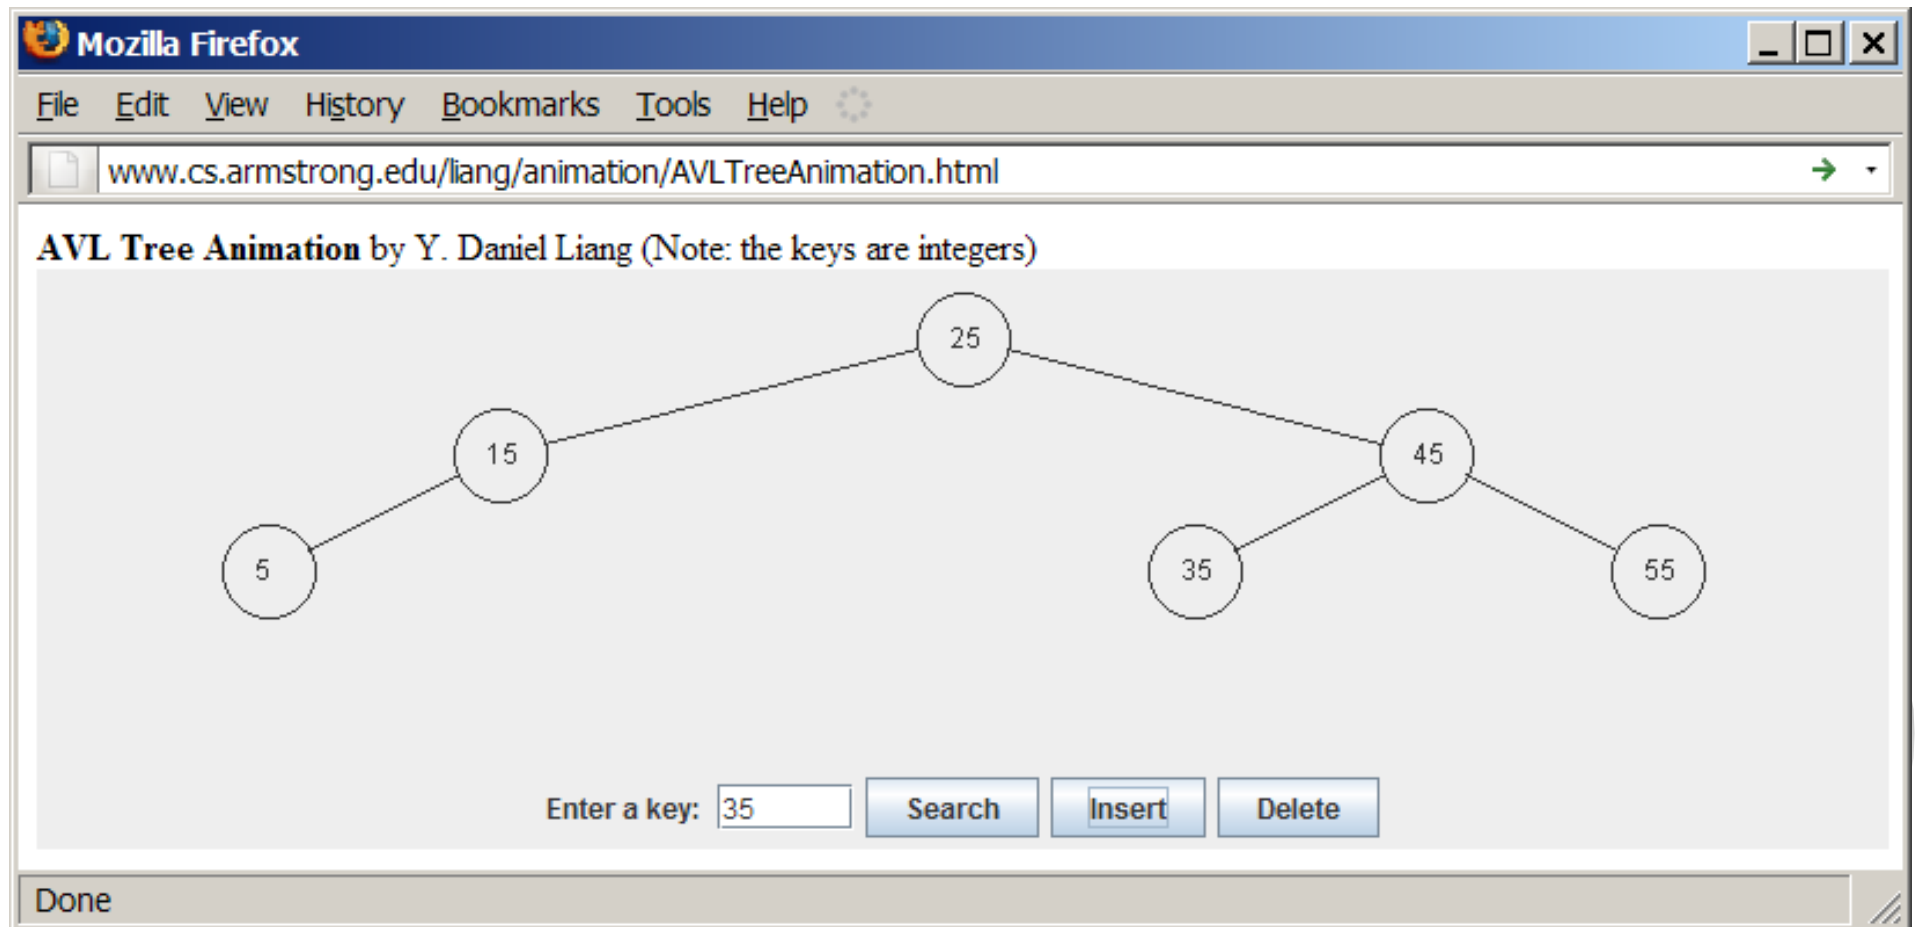 Mozilla Firefox
File Edit View History Bookmarks Tools Help
www.cs.armstrong.edu/liang/animation/AVLTreeAnimation.html
AVL Tree Animation by Y. Daniel Liang (Note: the keys are integers)
25
15 45
5 35 55
Enter a key: 35 Search Insert Delete
Done